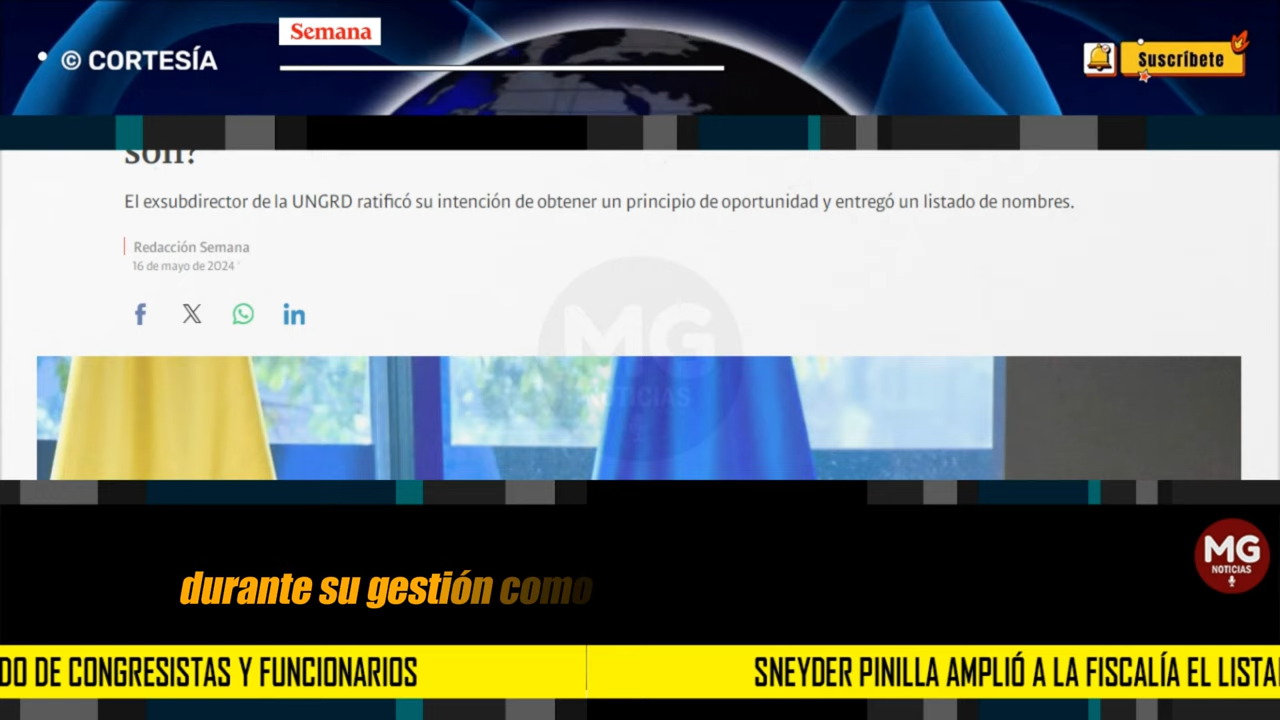 Semana
© CORTESÍA
Suscríbete
son?
El exsubdirector de la UNGRD ratificó su intención de obtener un principio de oportunidad y entregó un listado de nombres.
Redacción Semana
16 de mayo de 2024
MG
NOTICIAS
MG
NOTICIAS
durante su gestión como
DO DE CONGRESISTAS Y FUNCIONARIOS
SNEYDER PINILLA AMPLIÓ A LA FISCALÍA EL LISTA